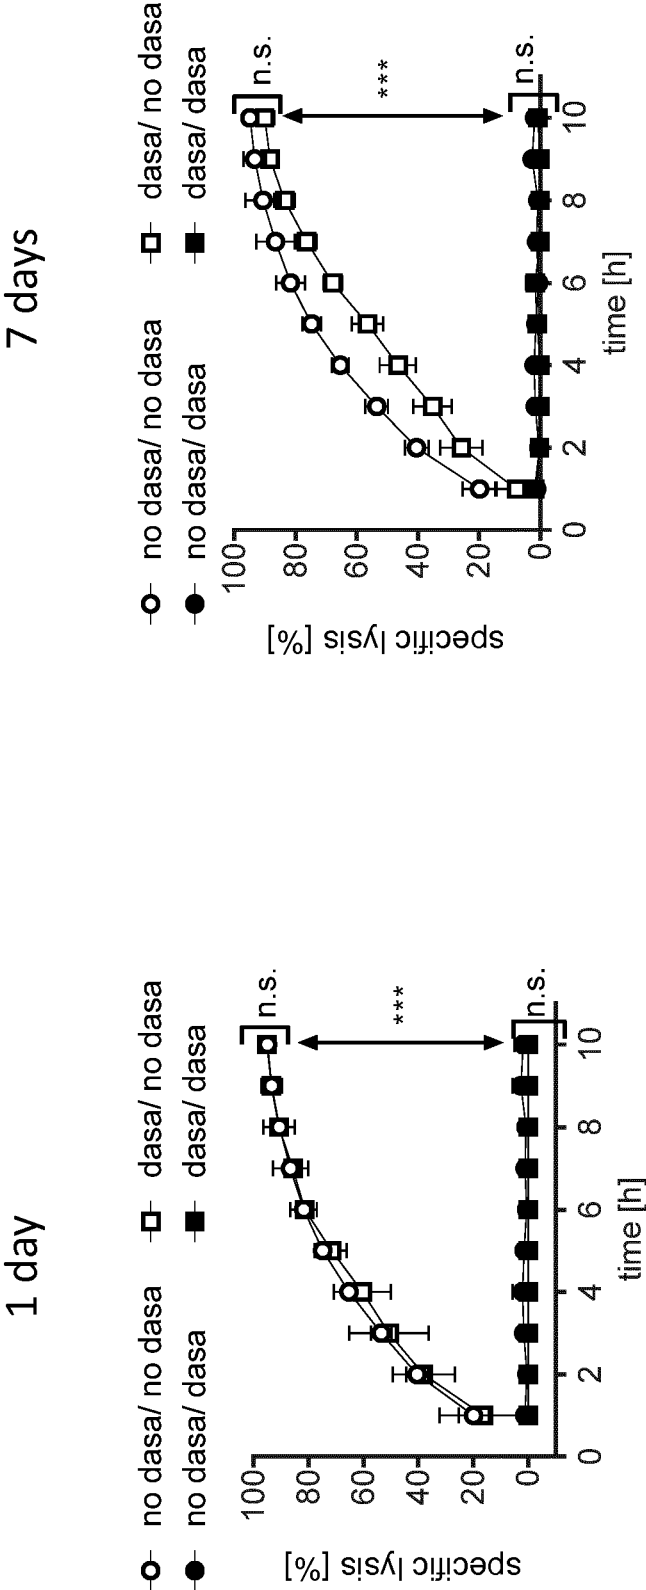 1 day
no dasa/ no dasa
dasa/ no dasa
no dasa/ dasa
dasa/ dasa
100
80
60
40
20
0
specific lysis [%]
0
2
4
6
8
10
time [h]
n.s.
***
n.s.
7 days
no dasa/ no dasa
dasa/ no dasa
no dasa/ dasa
dasa/ dasa
100
80
60
40
20
0
specific lysis [%]
0
2
4
6
8
10
time [h]
n.s.
***
n.s.